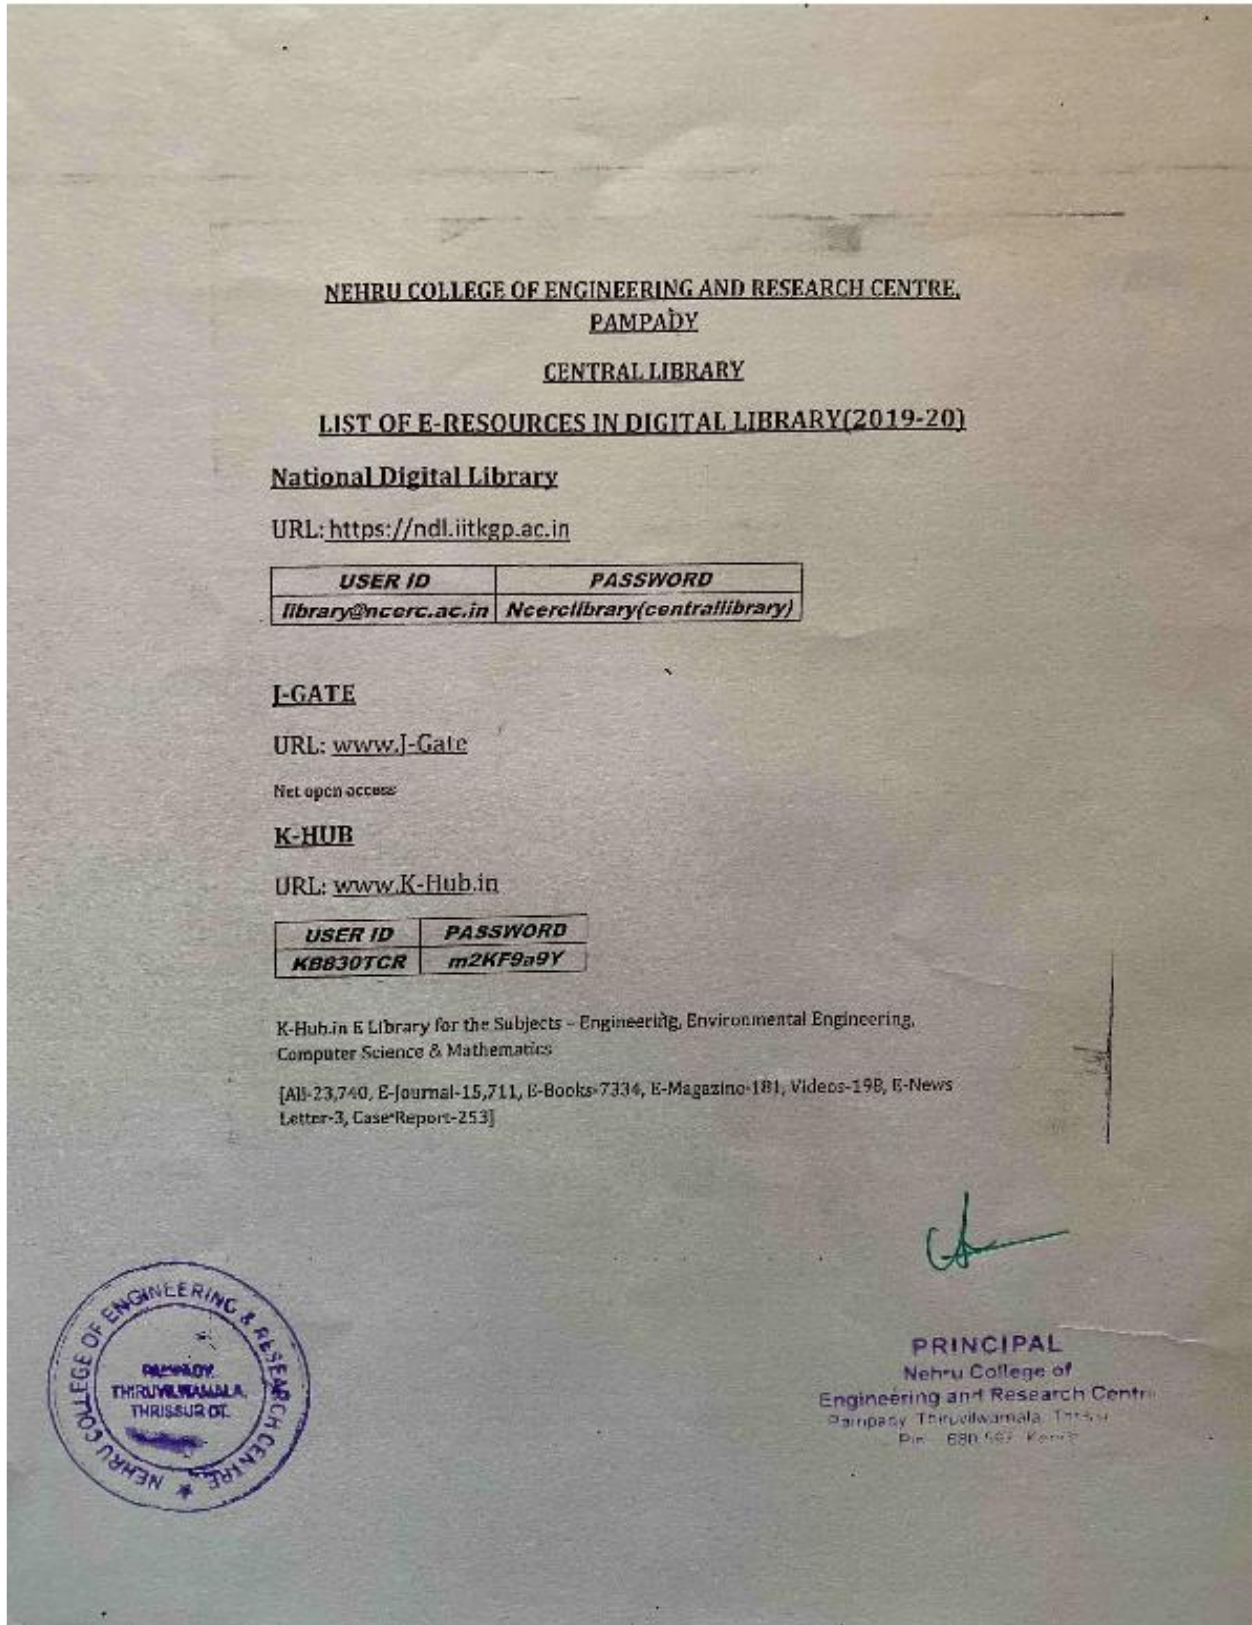 NEHRU COLLEGE OF ENGINEERING AND RESEARCH CENTRE,
PAMPADY
CENTRAL LIBRARY
LIST OF E-RESOURCES IN DIGITAL LIBRARY(2019-20)
National Digital Library
URL: https://ndl.iitkgp.ac.in
USER ID PASSWORD
library@ncerc.ac.in Ncerclibrary(centrallibrary)
J-GATE
URL: www.J-Gate
Net open access
K-HUB
URL: www.K-Hub.in
USER ID PASSWORD
KB830TCR m2KF9a9Y
K-Hub.in E Library for the Subjects – Engineering, Environmental Engineering,
Computer Science & Mathematics
[All-23,740, E-Journal-15,711, E-Books-7334, E-Magazine-181, Videos-198, E-News
Letter-3, Case Report-253]
NEHRU COLLEGE OF ENGINEERING & RESEARCH CENTRE,
PAMPADY,
THIRUVILWAMALA,
THRISSUR DT.
PRINCIPAL
Nehru College of
Engineering and Research Centre
Pampady Thiruvilwamala
Pin